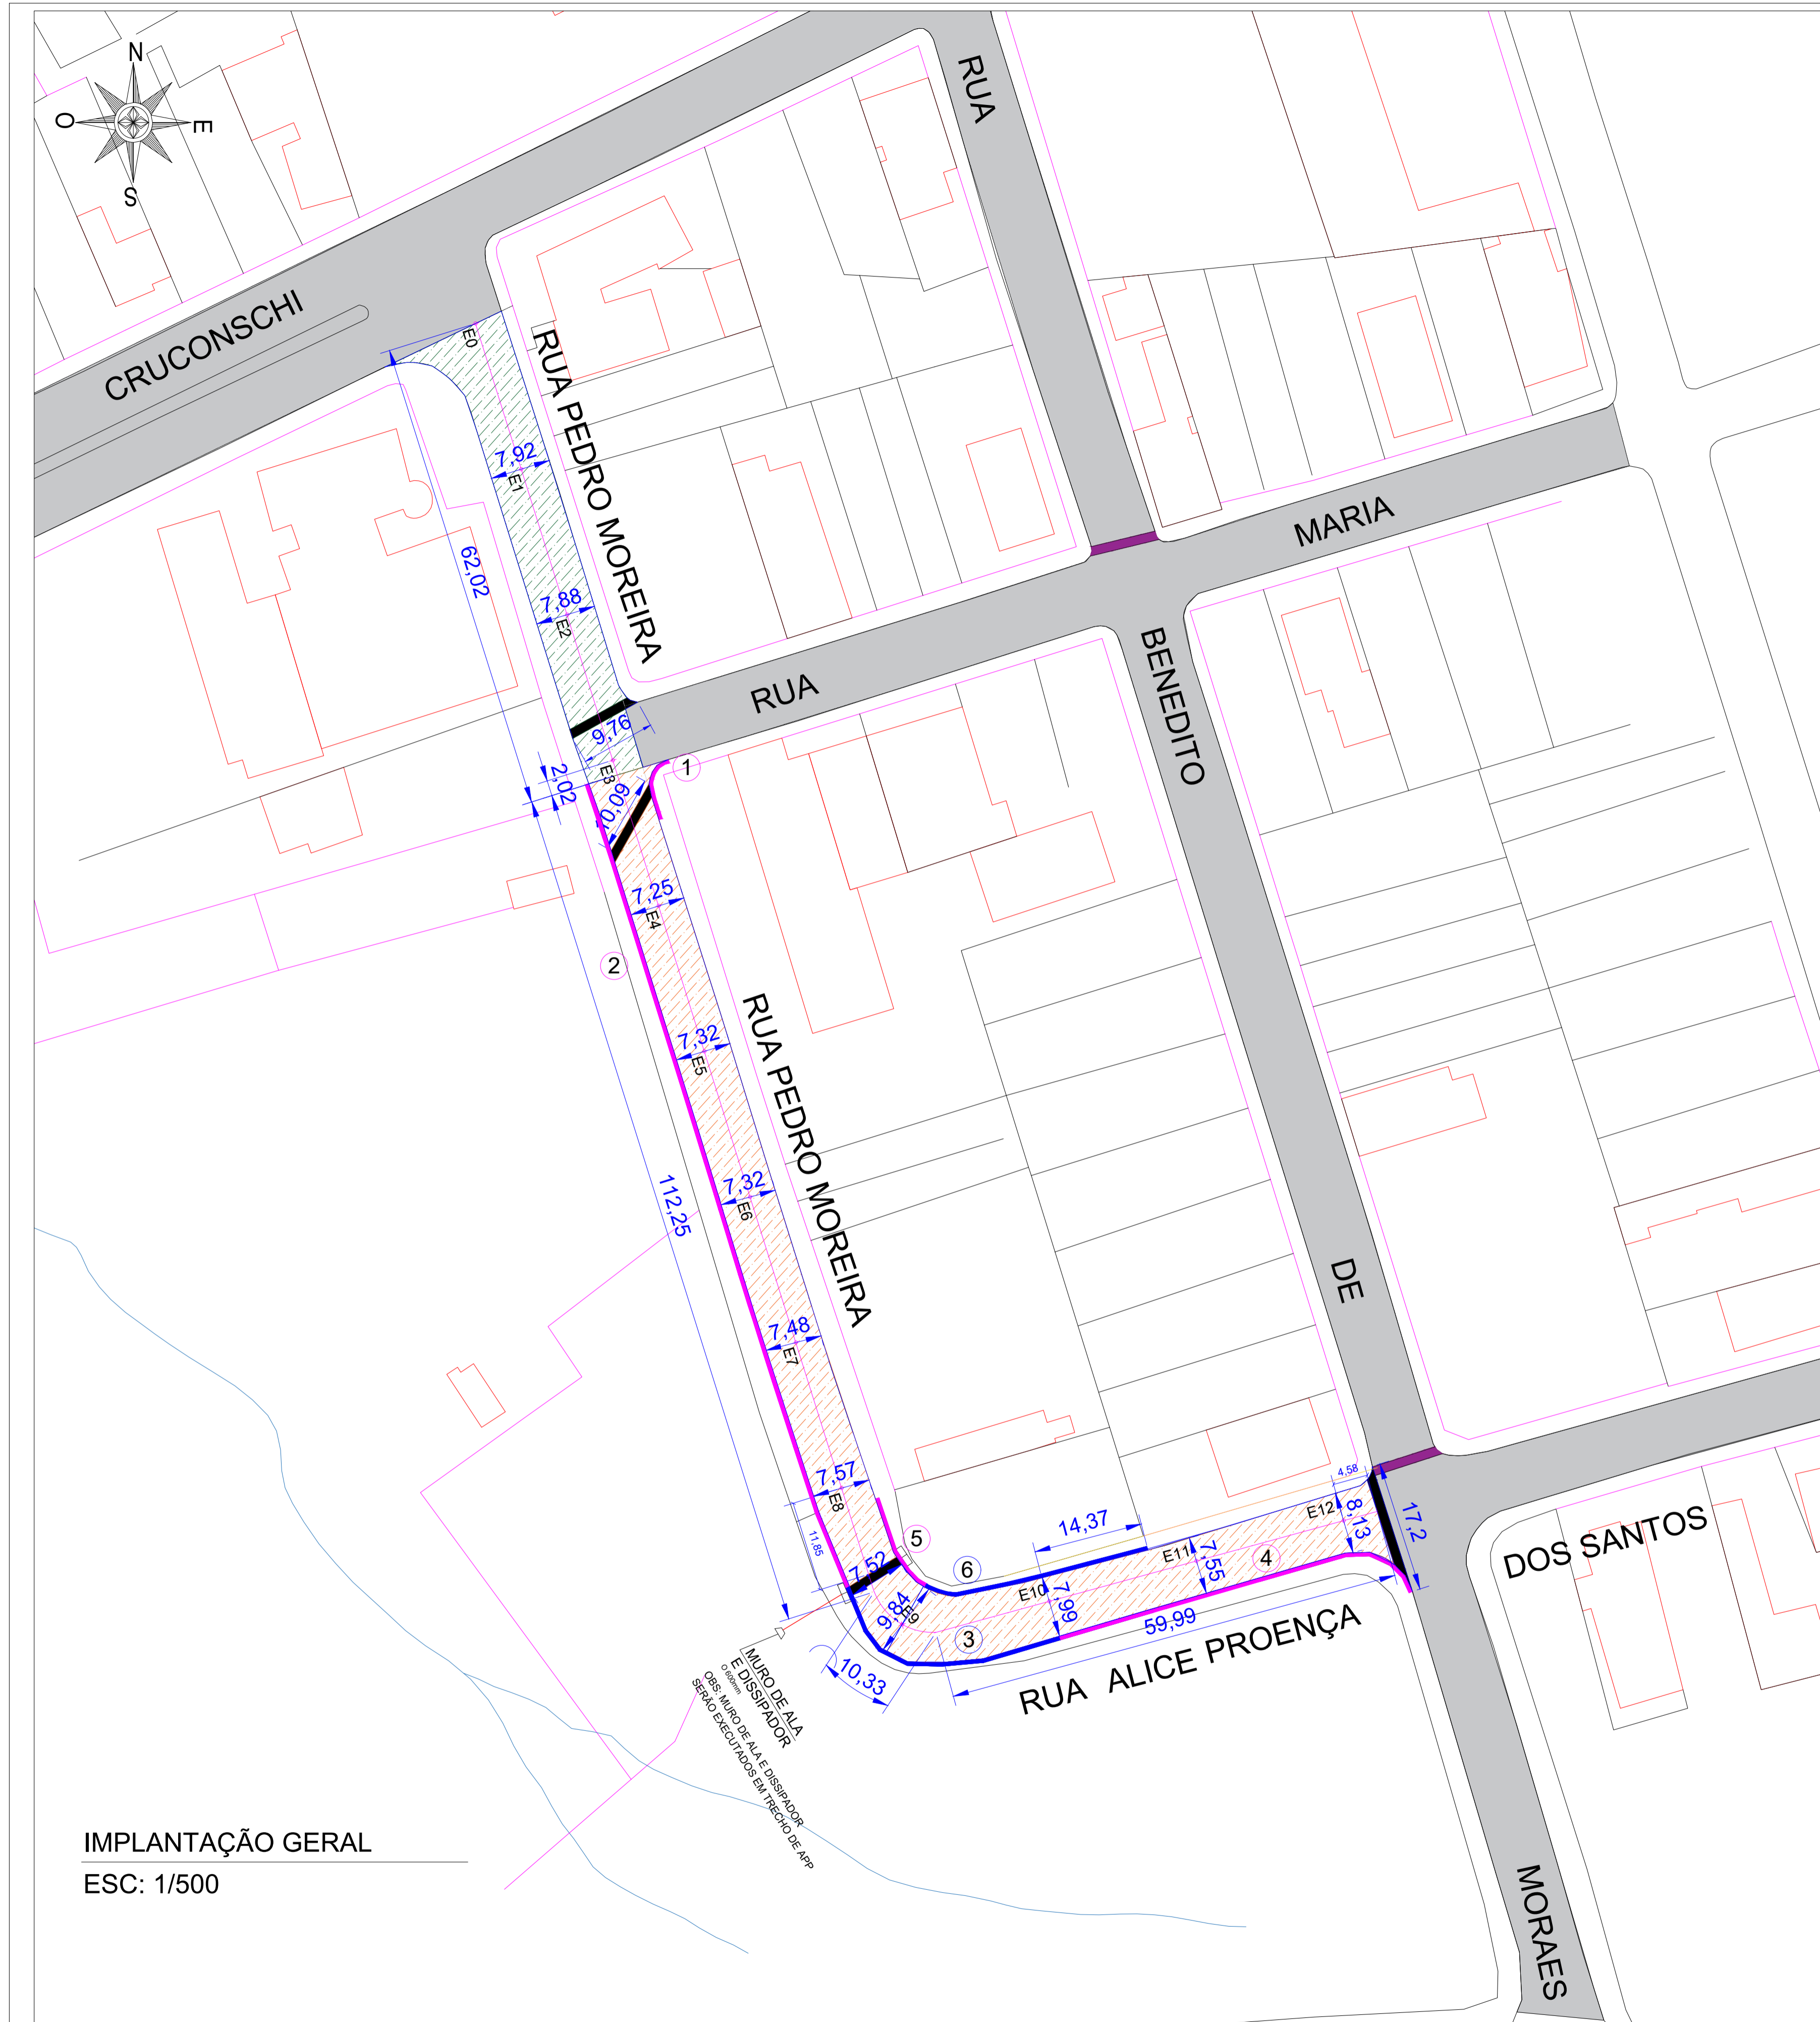 N
O
E
S
RUA
CRUCONSCHI
E0
RUA PEDRO MOREIRA
7,92
E1
62,02
MARIA
7,88
E2
BENEDITO
RUA
9,76
1
E3
2,02
10,09
7,25
E4
2
RUA PEDRO MOREIRA
7,32
E5
7,32
E6
112,25
DE
7,48
E7
7,57
E8
4,58
E12
8,13
17,2
14,37
DOS SANTOS
11,85
5
7,52
6
E11
4
7,55
E10
7,99
9,84
E9
3
59,99
RUA ALICE PROENÇA
10,33
MURO DE ALA
E DISSIPADOR
O 600mm
OBS: MURO DE ALA E DISSIPADOR
SERÃO EXECUTADOS EM TRECHO DE APP
IMPLANTAÇÃO GERAL
ESC: 1/500
MORAES